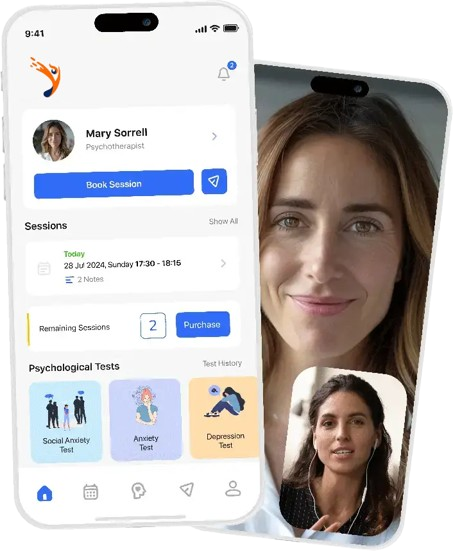 9:41
2
Mary Sorrell
Psychotherapist
Book Session
Sessions
Show All
Today
28 Jul 2024, Sunday 17:30 - 18:15
2 Notes
Remaining Sessions
2
Purchase
Psychological Tests
Test History
Social Anxiety
Test
Anxiety
Test
Depression
Test